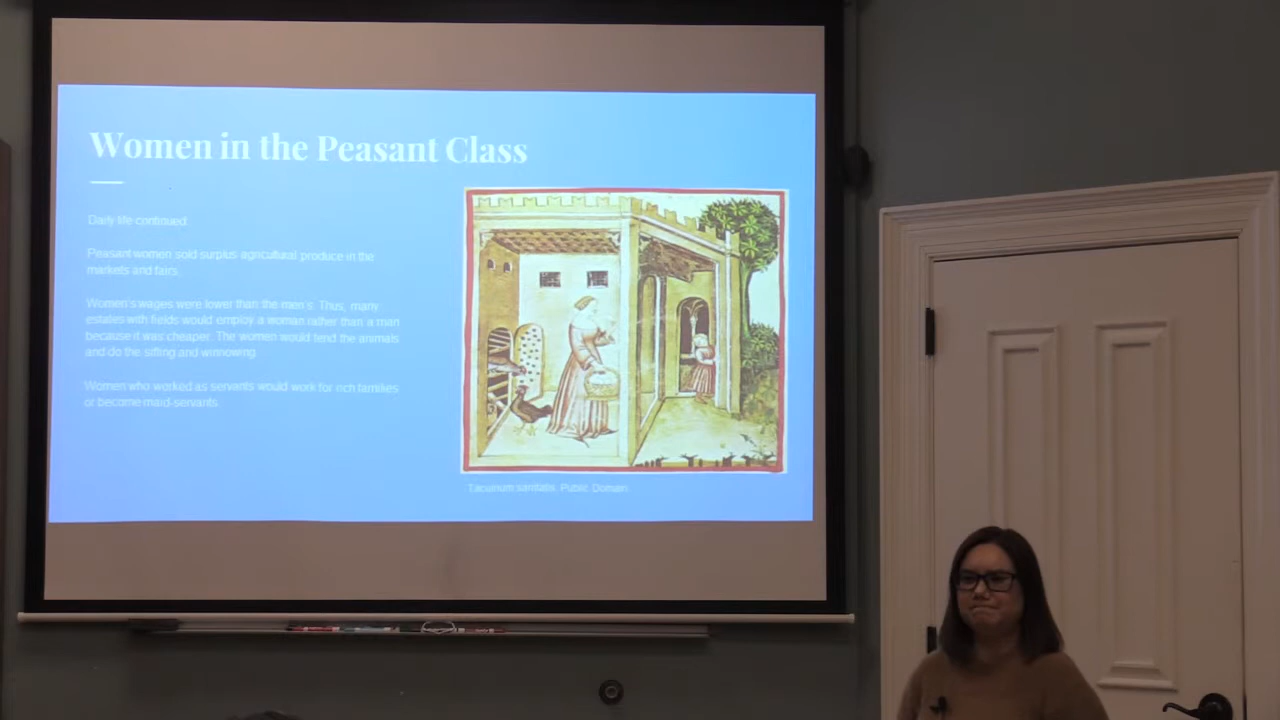 Women in the Peasant Class
Daily life continued:
Peasant women sold surplus agricultural produce in the
markets and fairs.
Women's wages were lower than the men's. Thus, many
estates with fields would employ a woman rather than a man
because it was cheaper. The women would tend the animals
and do the sifting and winnowing.
Women who worked as servants would work for rich families
or become maid-servants.
Tacuinum sanitatis. Public Domain.